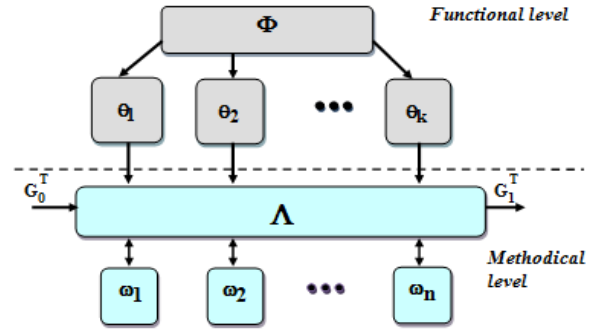 Functional level
Φ
θ1 θ2 ••• θk
G0T G1T
Λ
Methodical
level
ω1 ω2 ••• ωn